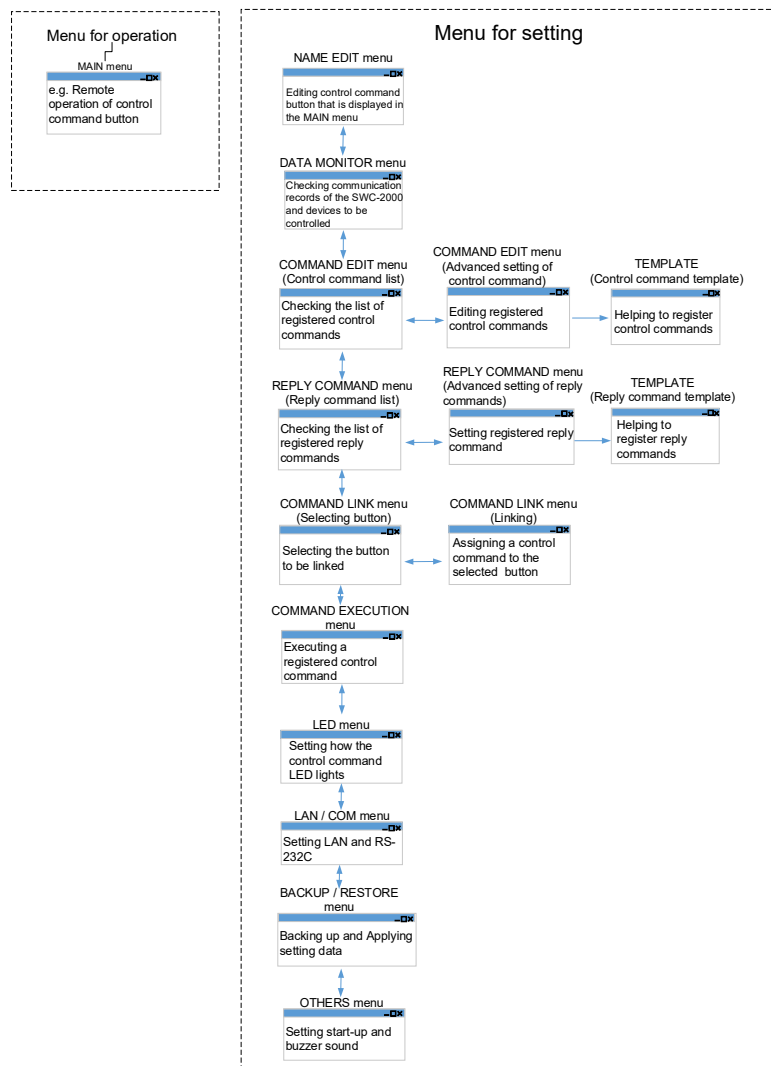 Menu for operation
MAIN menu
e.g. Remote
operation of control
command button
Menu for setting
NAME EDIT menu
Editing control command
button that is displayed in
the MAIN menu
DATA MONITOR menu
Checking communication
records of the SWC-2000
and devices to be
controlled
COMMAND EDIT menu
(Control command list)
Checking the list of
registered control
commands
COMMAND EDIT menu
(Advanced setting of
control command)
Editing registered
control commands
TEMPLATE
(Control command template)
Helping to register
control commands
REPLY COMMAND menu
(Reply command list)
Checking the list of
registered reply
commands
REPLY COMMAND menu
(Advanced setting of reply
commands)
Setting registered reply
command
TEMPLATE
(Reply command template)
Helping to
register reply
commands
COMMAND LINK menu
(Selecting button)
Selecting the button
to be linked
COMMAND LINK menu
(Linking)
Assigning a control
command to the
selected button
COMMAND EXECUTION
menu
Executing a
registered control
command
LED menu
Setting how the
control command
LED lights
LAN / COM menu
Setting LAN and RS-
232C
BACKUP / RESTORE
menu
Backing up and Applying
setting data
OTHERS menu
Setting start-up and
buzzer sound